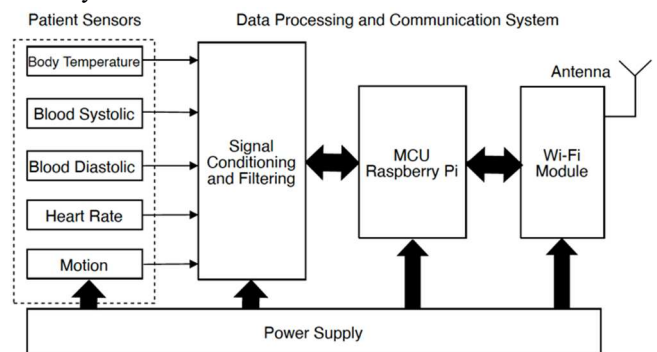 Patient Sensors
Data Processing and Communication System
Body Temperature
Blood Systolic
Blood Diastolic
Heart Rate
Motion
Signal
Conditioning
and Filtering
MCU
Raspberry Pi
Wi-Fi
Module
Antenna
Power Supply